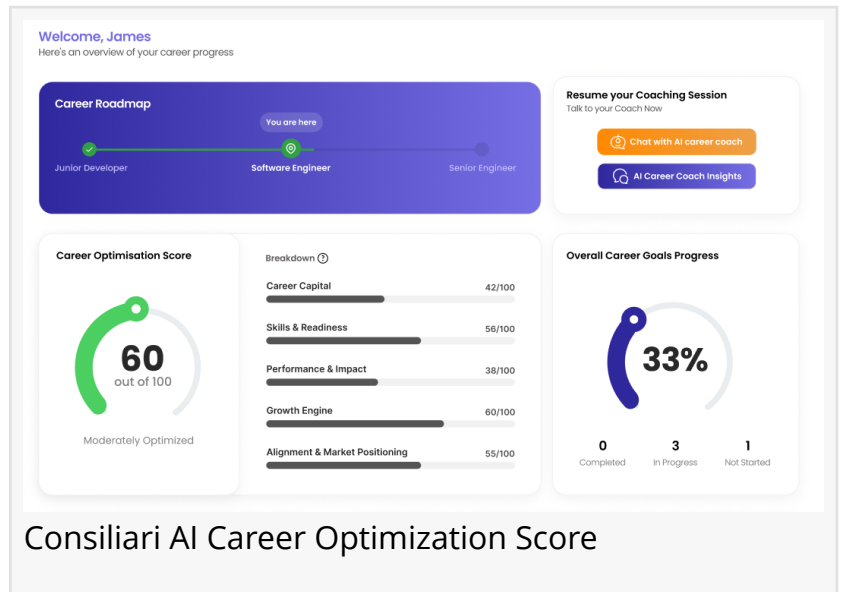 Welcome, James
Here's an overview of your career progress
Career Roadmap
You are here
Junior Developer
Software Engineer
Senior Engineer
Resume your Coaching Session
Talk to your Coach Now
Chat with AI career coach
AI Career Coach Insights
Career Optimisation Score
60
out of 100
Moderately Optimized
Breakdown ?
Career Capital 42/100
Skills & Readiness 56/100
Performance & Impact 38/100
Growth Engine 60/100
Alignment & Market Positioning 55/100
Overall Career Goals Progress
33%
0 3 1
Completed In Progress Not Started
Consiliari AI Career Optimization Score